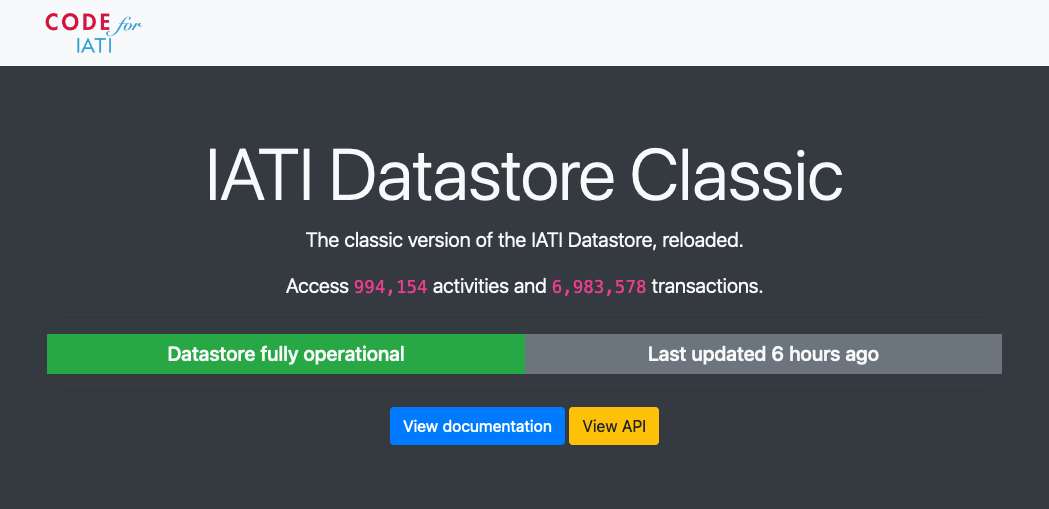 CODE for
IATI
IATI Datastore Classic
The classic version of the IATI Datastore, reloaded.
Access 994,154 activities and 6,983,578 transactions.
Datastore fully operational
Last updated 6 hours ago
View documentation
View API